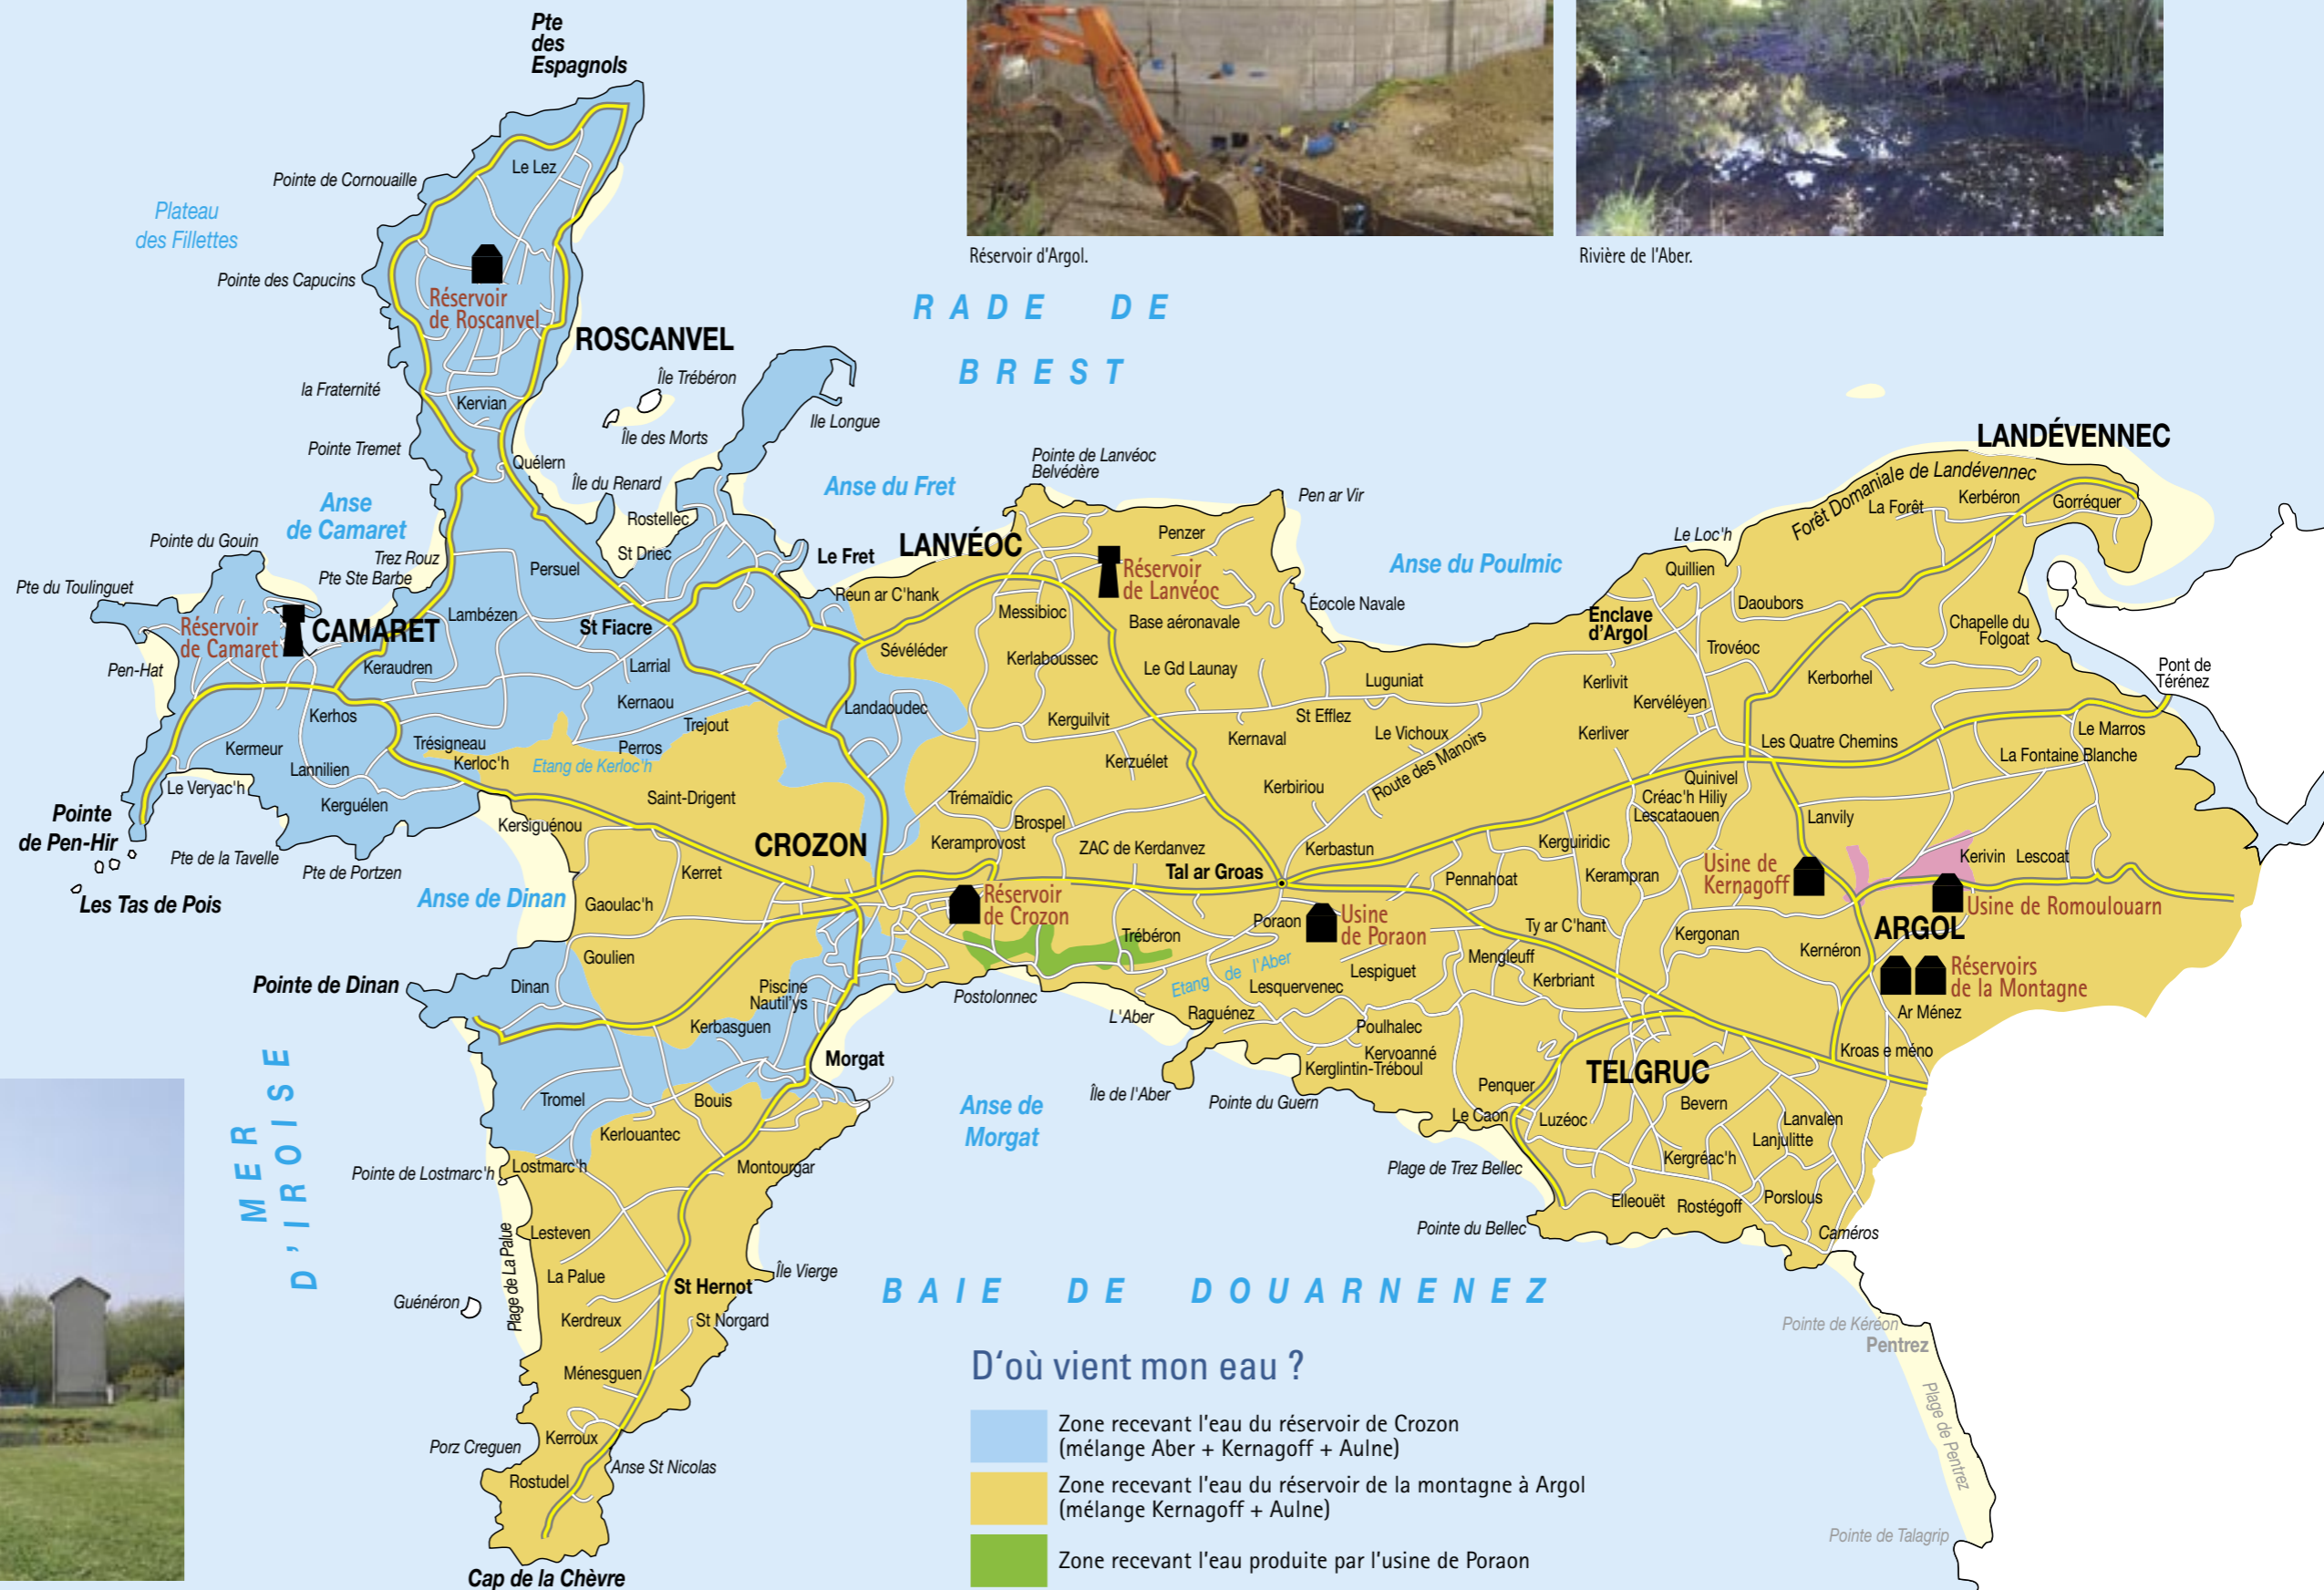 Pte
des
Espagnols
Le Lez
Pointe de Cornouaille
Plateau
des Fillettes
Pointe des Capucins
Réservoir
de Roscanvel
ROSCANVEL
Réservoir d'Argol.
Rivière de l'Aber.
RADE DE
BREST
la Fraternité
Île Trébéron
Kervian
Île des Morts
Ile Longue
Pointe Tremet
Quélern
Île du Renard
Anse du Fret
Pointe de Lanvéoc
Belvédère
Pen ar Vir
LANDÉVENNEC
Forêt Domaniale de Landévennec
La Forêt
Kerbéron
Gorréquer
Anse
de Camaret
Rostellec
St Driec
Pointe du Gouin
Trez Rouz
Pte Ste Barbe
Persuel
Le Fret
LANVÉOC
Penzer
Réservoir
de Lanvéoc
Anse du Poulmic
Le Loc'h
Quillien
Pte du Toulinguet
Réservoir
de Camaret
CAMARET
Lambézen
St Fiacre
Réun ar C'hank
Messibioc
Base aéronavale
Éøcole Navale
Enclave
d'Argol
Daoubors
Chapelle du
Folgoat
Pen-Hat
Keraudren
Larrial
Sévéléder
Kerlaboussec
Le Gd Launay
Luguniat
Trovéoc
Kerlivit
Kerborhel
Pont de
Térénez
Kerhos
Kernaou
Trejout
Landaoudec
Kerguilvit
St Efflez
Kervéléyen
Kermeur
Trésigneau
Kerloc'h
Perros
Etang de Kerloc'h
Kernaval
Le Vichoux
Kerliver
Les Quatre Chemins
Le Marros
La Fontaine Blanche
Lannilien
Kerzuélet
Route des Manoirs
Le Veryac'h
Kerguélen
Saint-Drigent
Trémaïdic
Kerbiriou
Quinivel
Créac'h Hiliy
Lescataouen
Lanvily
Pointe
de Pen-Hir
Kersiguénou
Brospel
CROZON
Keramprovost
ZAC de Kerdanvez
Kerbastun
Kerguiridic
Pte de la Tavelle
Pte de Portzen
Kerret
Tal ar Groas
Pennahoat
Kerampran
Usine de
Kernagoff
Kerivin
Lescoat
Les Tas de Pois
Anse de Dinan
Gaoulac'h
Réservoir
de Crozon
Poraon
Usine
de Poraon
Usine de Romoulouarn
ARGOL
Trébéron
Ty ar C'hant
Kergonan
Kernéron
Goulien
Etang de l'Aber
Lespiguet
Mengleuff
Kerbriant
Réservoirs
de la Montagne
Pointe de Dinan
Dinan
Piscine
Nautil'ys
Postolonnec
Lesquervenec
L'Aber
Raguénez
Ar Ménez
Kerbasguen
Poulhalec
Kervoanné
Kerglintin-Tréboul
Kroas e méno
Morgat
TELGRUC
MER
D'IROISE
Tromel
Bouis
Anse de
Morgat
Île de l'Aber
Pointe du Guern
Penquer
Le Caon
Luzéoc
Bevern
Lanvalen
Lanjulitte
Kerlouantec
Pointe de Lostmarc'h
Lostmarc'h
Montourgar
Plage de Trez Bellec
Kergréac'h
Elleouët
Rostégoff
Porslous
Plage de La Palue
Lesteven
Pointe du Bellec
Caméros
La Palue
St Hernot
Île Vierge
BAIE DE DOUARNENEZ
Guénéron
Kerdreux
St Norgard
Pointe de Kéréon
Pentrez
Ménesguen
Plage de Pentrez
Porz Creguen
Kerroux
Rostudel
Anse St Nicolas
Pointe de Talagrip
Cap de la Chèvre
D'où vient mon eau ?
Zone recevant l'eau du réservoir de Crozon
(mélange Aber + Kernagoff + Aulne)
Zone recevant l'eau du réservoir de la montagne à Argol
(mélange Kernagoff + Aulne)
Zone recevant l'eau produite par l'usine de Poraon